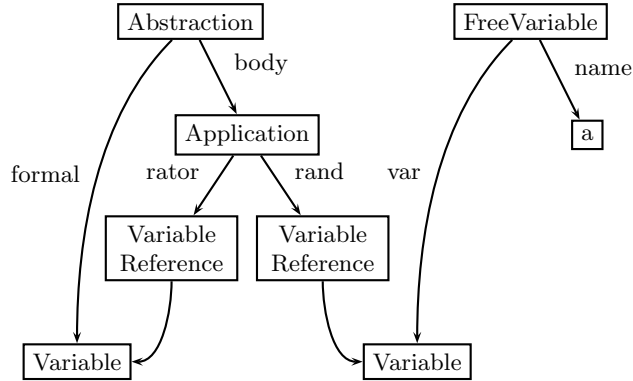 Abstraction
FreeVariable
body
name
Application
a
formal
rator
rand
var
Variable
Reference
Variable
Reference
Variable
Variable